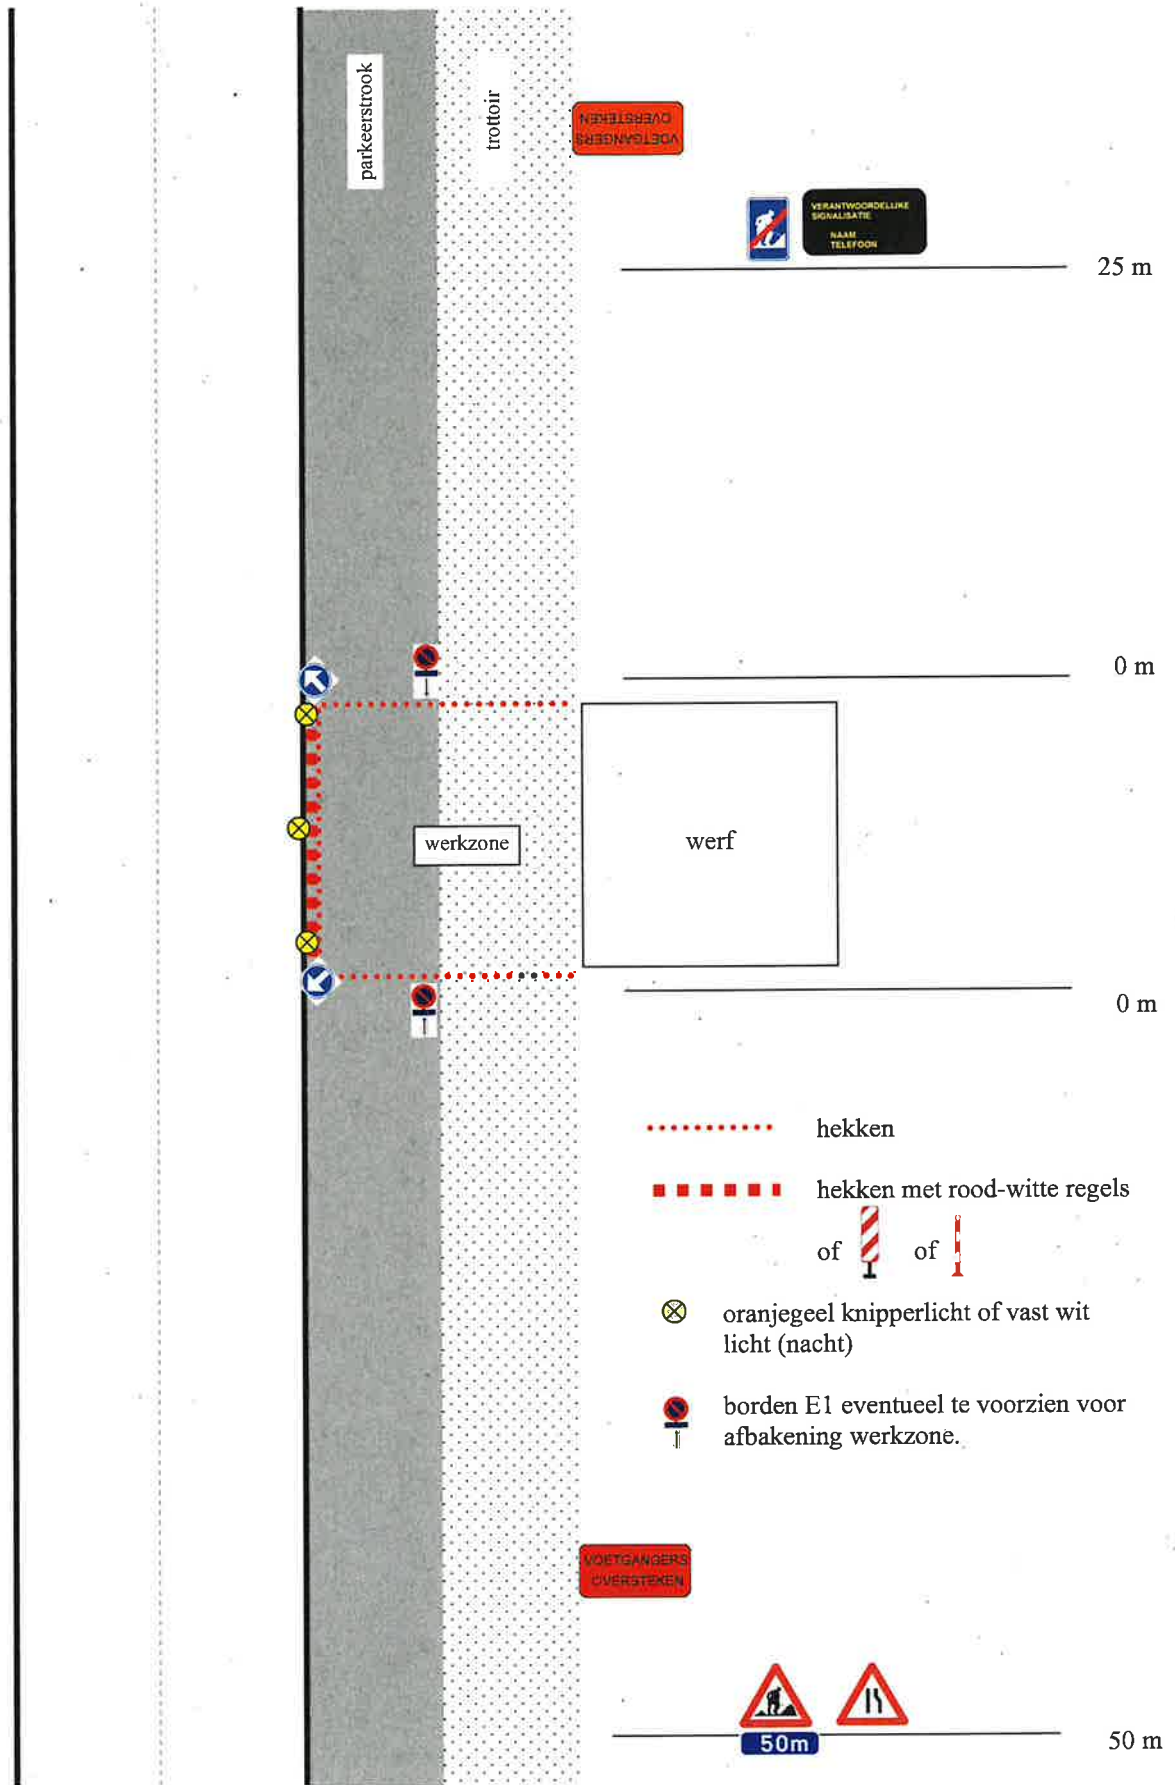 parkeerstrook
trottoir
VOETGANGERS
OVERSTEKEN
VERANTWOORDELIJKE
SIGNALISATIE
NAAM
TELEFOON
25 m
0 m
werkzone
werf
0 m
hekken
hekken met rood-witte regels
of of
oranjegeel knipperlicht of vast wit
licht (nacht)
borden E1 eventueel te voorzien voor
afbakening werkzone.
VOETGANGERS
OVERSTEKEN
50m
50 m